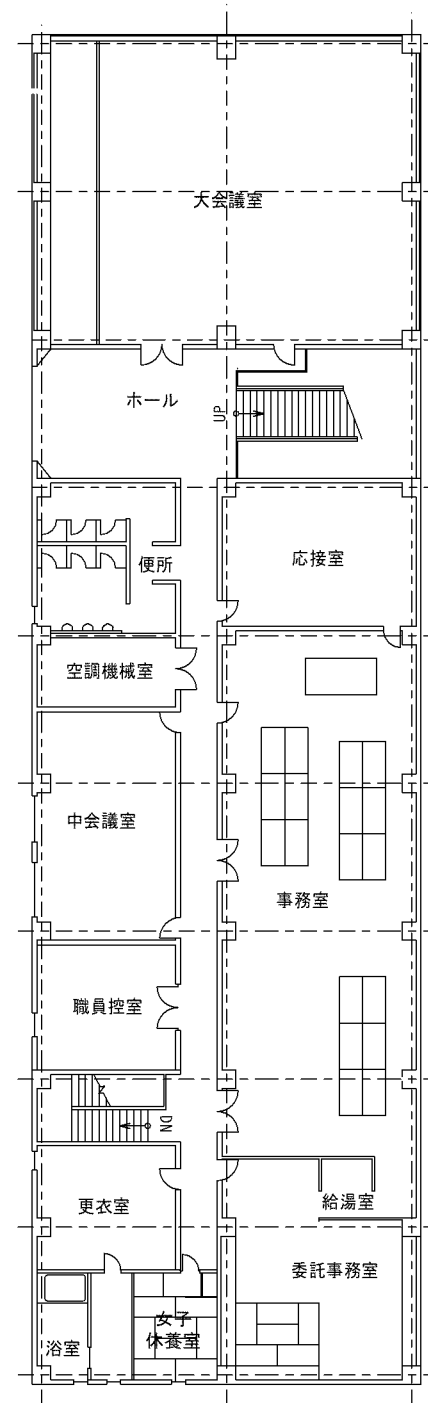 大会議室
ホール
UP
応接室
便所
空調機械室
中会議室
事務室
職員控室
DN
更衣室
給湯室
委託事務室
女子
休養室
浴室